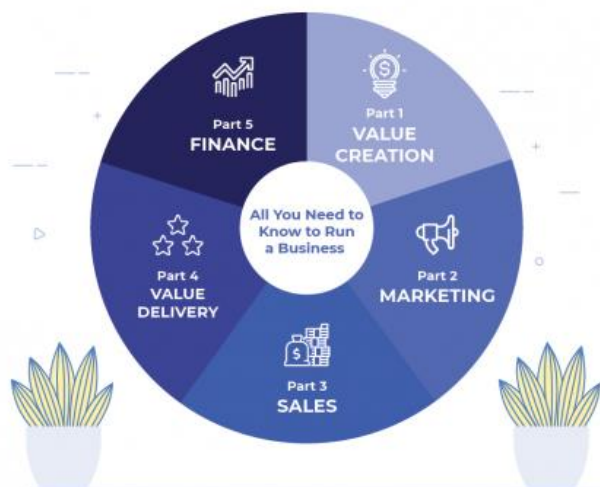 All You Need to
Know to Run
a Business
Part 1
VALUE
CREATION
Part 2
MARKETING
Part 3
SALES
Part 4
VALUE
DELIVERY
Part 5
FINANCE
$
$